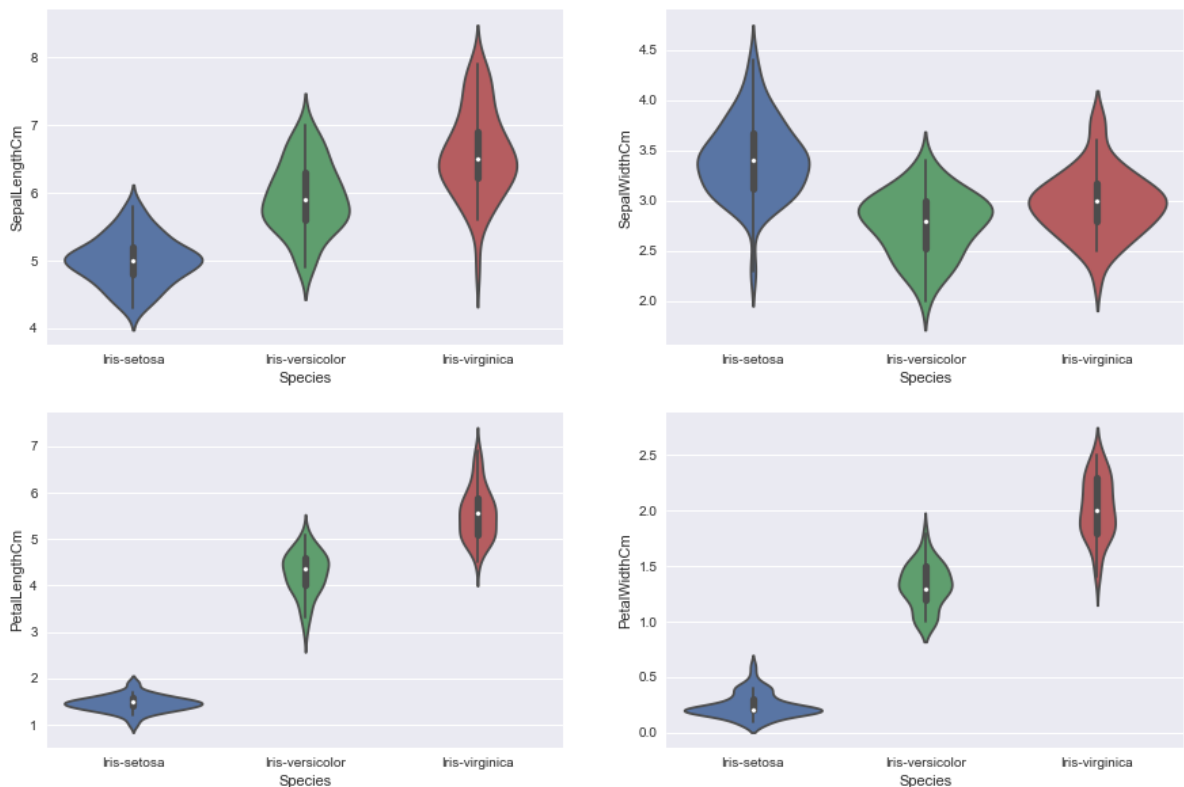 SepalLengthCm
8
7
6
5
4
Iris-setosa Iris-versicolor Iris-virginica
Species
SepalWidthCm
4.5
4.0
3.5
3.0
2.5
2.0
Iris-setosa Iris-versicolor Iris-virginica
Species
PetalLengthCm
7
6
5
4
3
2
1
Iris-setosa Iris-versicolor Iris-virginica
Species
PetalWidthCm
2.5
2.0
1.5
1.0
0.5
0.0
Iris-setosa Iris-versicolor Iris-virginica
Species